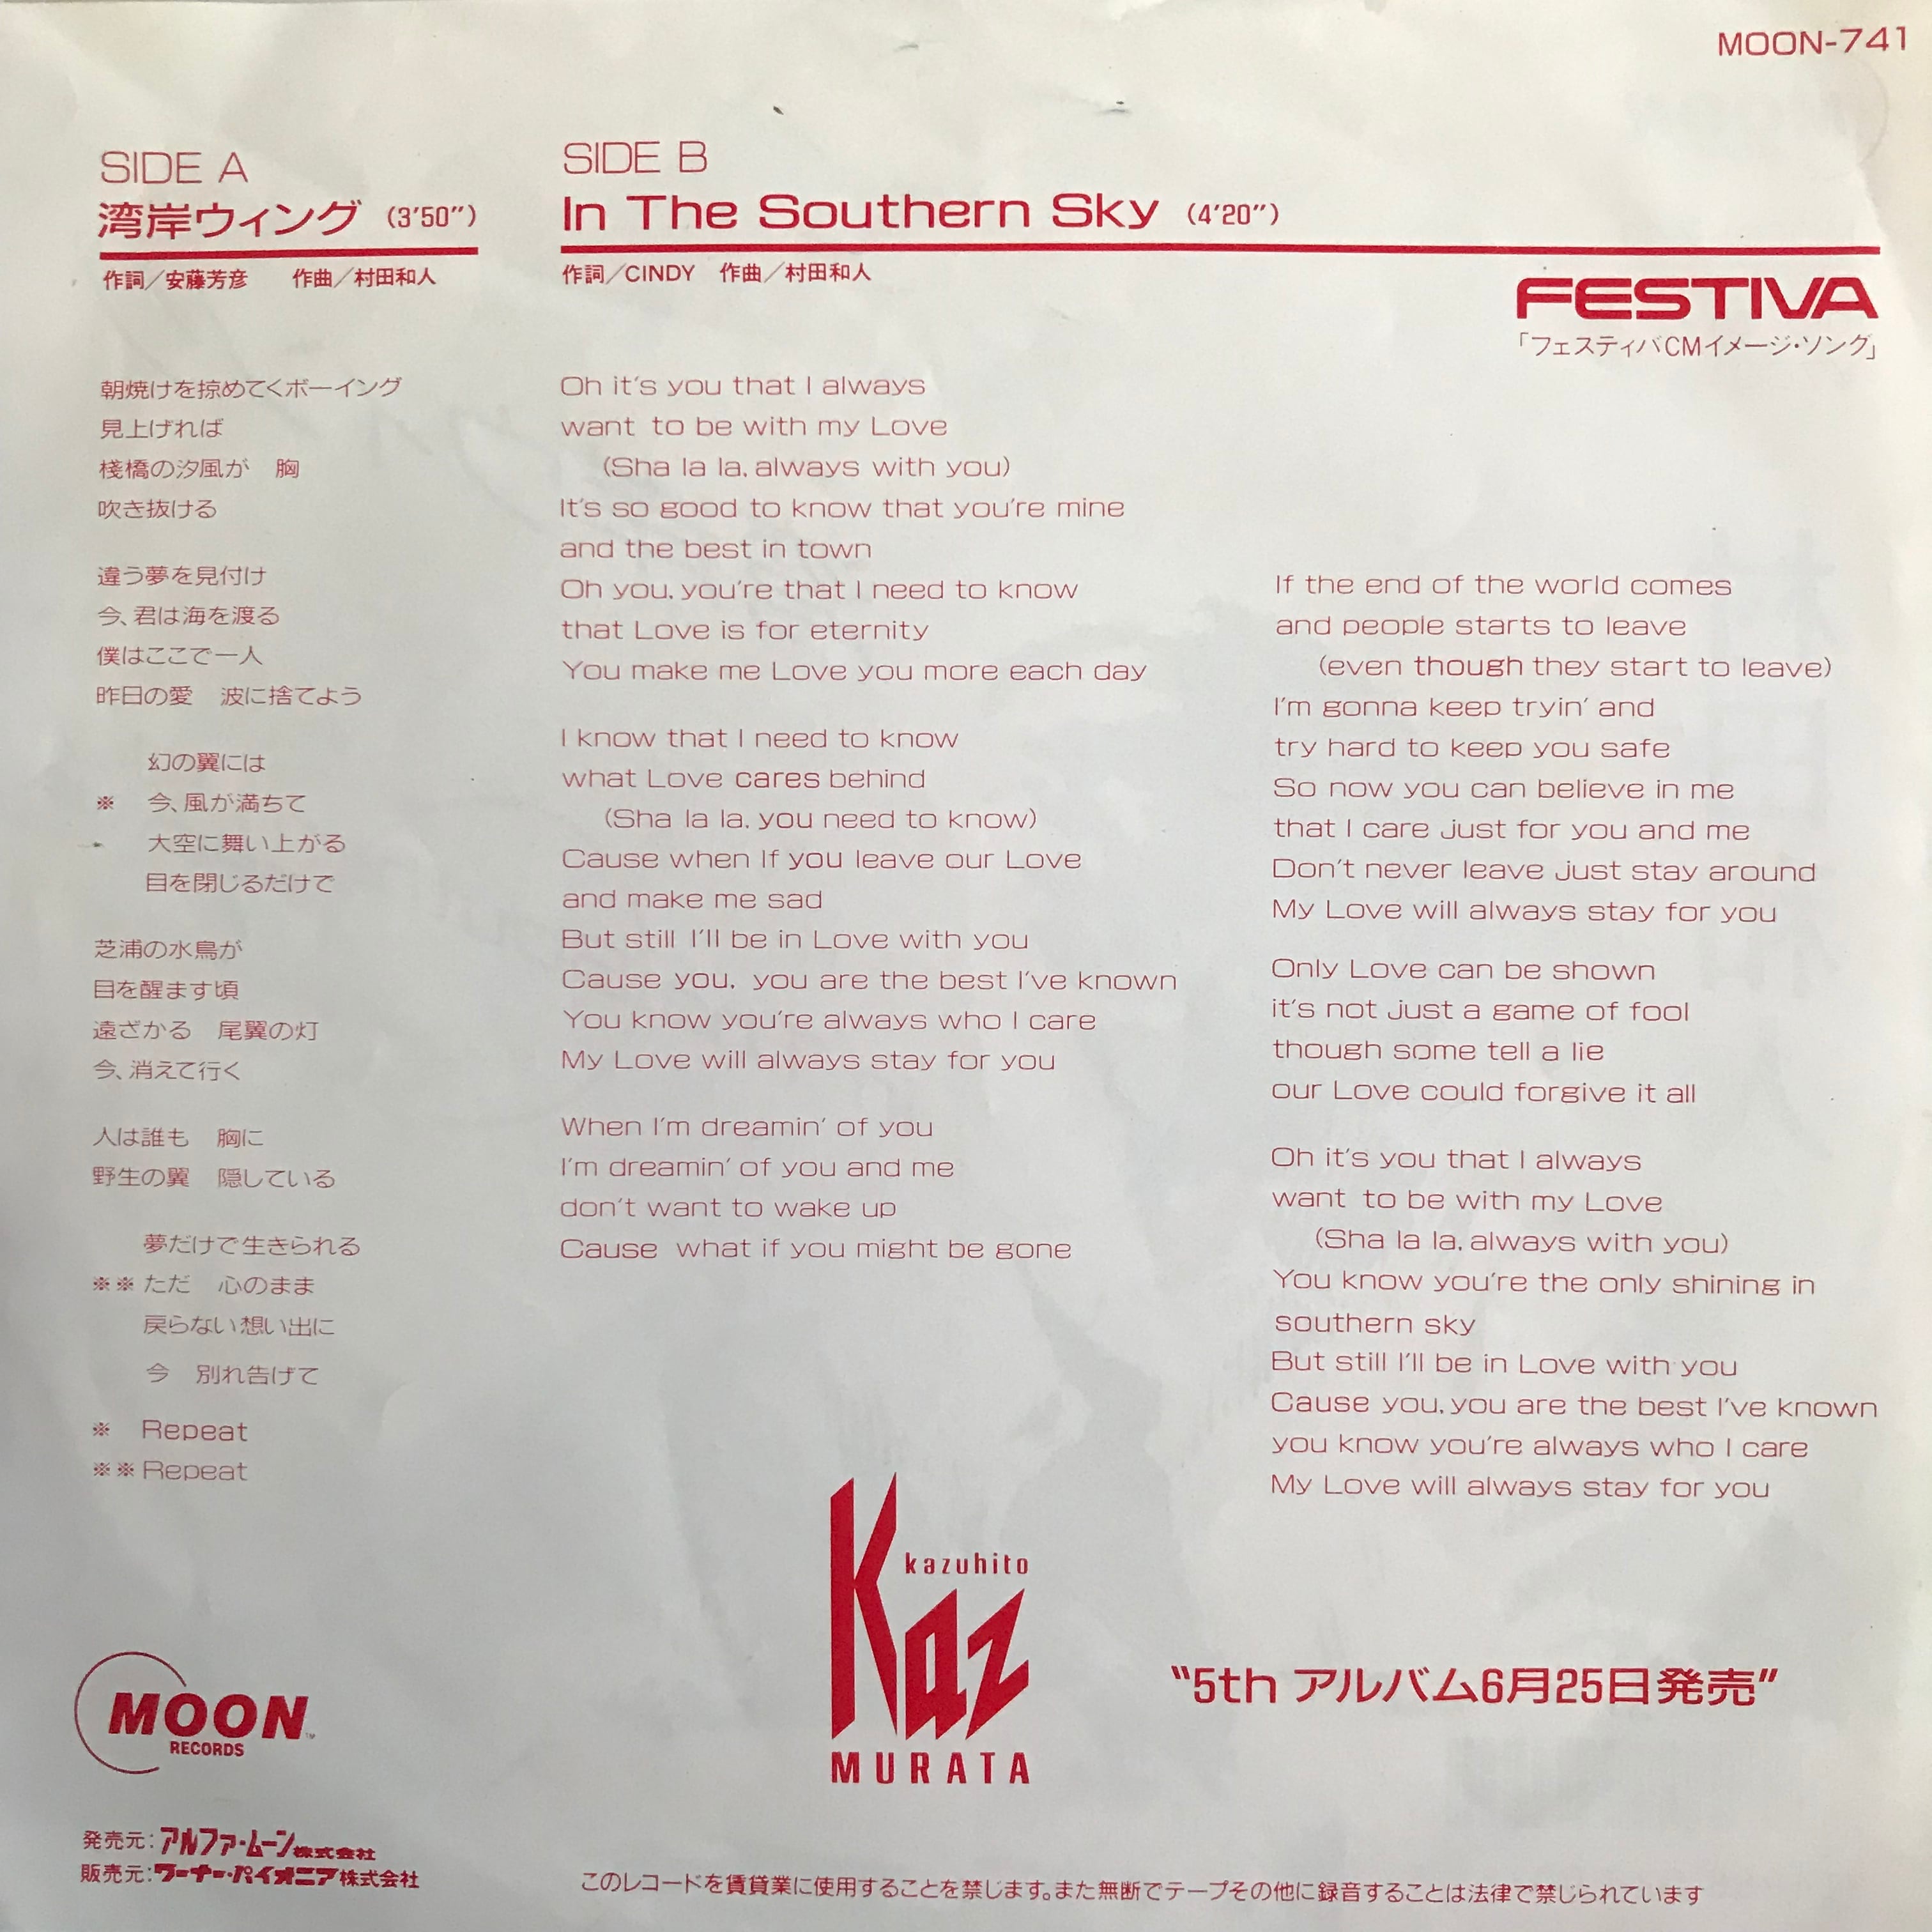 MOON-741
SIDE A
湾岸ウィング (3'50")
作詞/安藤芳彦 作曲/村田和人
朝焼けを掠めてくボーイング
見上げれば
棧橋の汐風が 胸
吹き抜ける
違う夢を見付け
今、君は海を渡る
僕はここで一人
昨日の愛 波に捨てよう
幻の翼には
※ 今、風が満ちて
大空に舞い上がる
目を閉じるだけで
芝浦の水鳥が
目を醒ます頃
遠ざかる 尾翼の灯
今、消えて行く
人は誰も 胸に
野生の翼 隠している
夢だけで生きられる
※※ただ 心のまま
戻らない想い出に
今 別れ告げて
※ Repeat
※※Repeat
SIDE B
In The Southern Sky (4'20")
作詞/CINDY 作曲/村田和人
FESTIVA
「フェスティバCMイメージ・ソング」
Oh it's you that I always
want to be with my Love
(Sha la la, always with you)
It's so good to know that you're mine
and the best in town
Oh you, you're that I need to know
that Love is for eternity
You make me Love you more each day
I know that I need to know
what Love cares behind
(Sha la la, you need to know)
Cause when If you leave our Love
and make me sad
But still I'll be in Love with you
Cause you, you are the best I've known
You know you're always who I care
My Love will always stay for you
When I'm dreamin' of you
I'm dreamin' of you and me
don't want to wake up
Cause what if you might be gone
If the end of the world comes
and people starts to leave
(even though they start to leave)
I'm gonna keep tryin' and
try hard to keep you safe
So now you can believe in me
that I care just for you and me
Don't never leave just stay around
My Love will always stay for you
Only Love can be shown
it's not just a game of fool
though some tell a lie
our Love could forgive it all
Oh it's you that I always
want to be with my Love
(Sha la la, always with you)
You know you're the only shining in
southern sky
But still I'll be in Love with you
Cause you, you are the best I've known
you know you're always who I care
My Love will always stay for you
kazuhito
Kaz
MURATA
"5th アルバム6月25日発売"
MOON
RECORDS
発売元:アルファ・ムーン株式会社
販売元:ワーナー・パイオニア株式会社
このレコードを賃貸業に使用することを禁じます。また無断でテープその他に録音することは法律で禁じられています